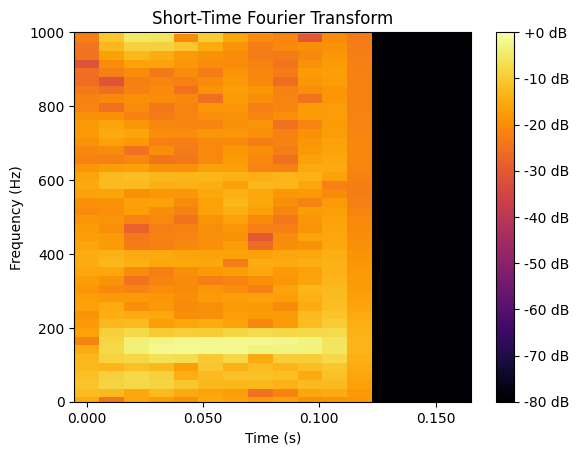 Short-Time Fourier Transform
1000
800
600
400
200
0
Frequency (Hz)
0.000
0.050
0.100
0.150
Time (s)
+0 dB
-10 dB
-20 dB
-30 dB
-40 dB
-50 dB
-60 dB
-70 dB
-80 dB